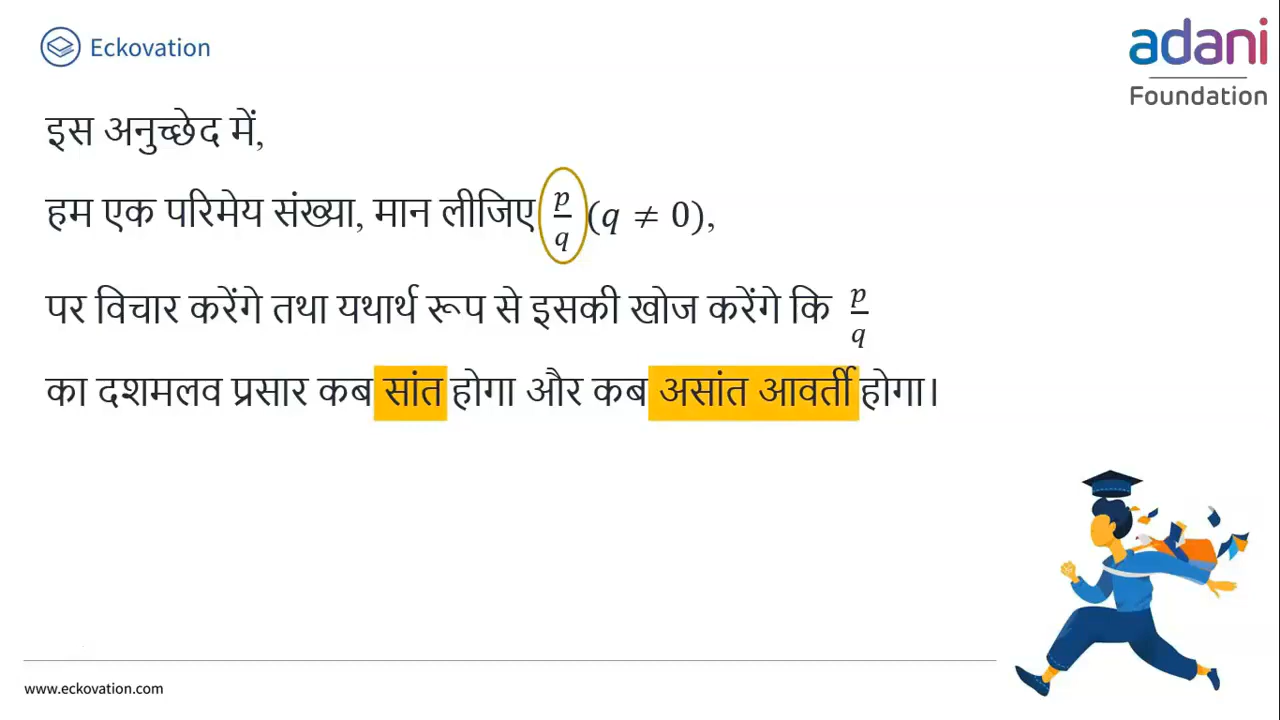 Eckovation
adani
Foundation
इस अनुच्छेद में,
हम एक परिमेय संख्या, मान लीजिए p/q (q ≠ 0),
पर विचार करेंगे तथा यथार्थ रूप से इसकी खोज करेंगे कि p/q
का दशमलव प्रसार कब सांत होगा और कब असांत आवर्ती होगा।
www.eckovation.com